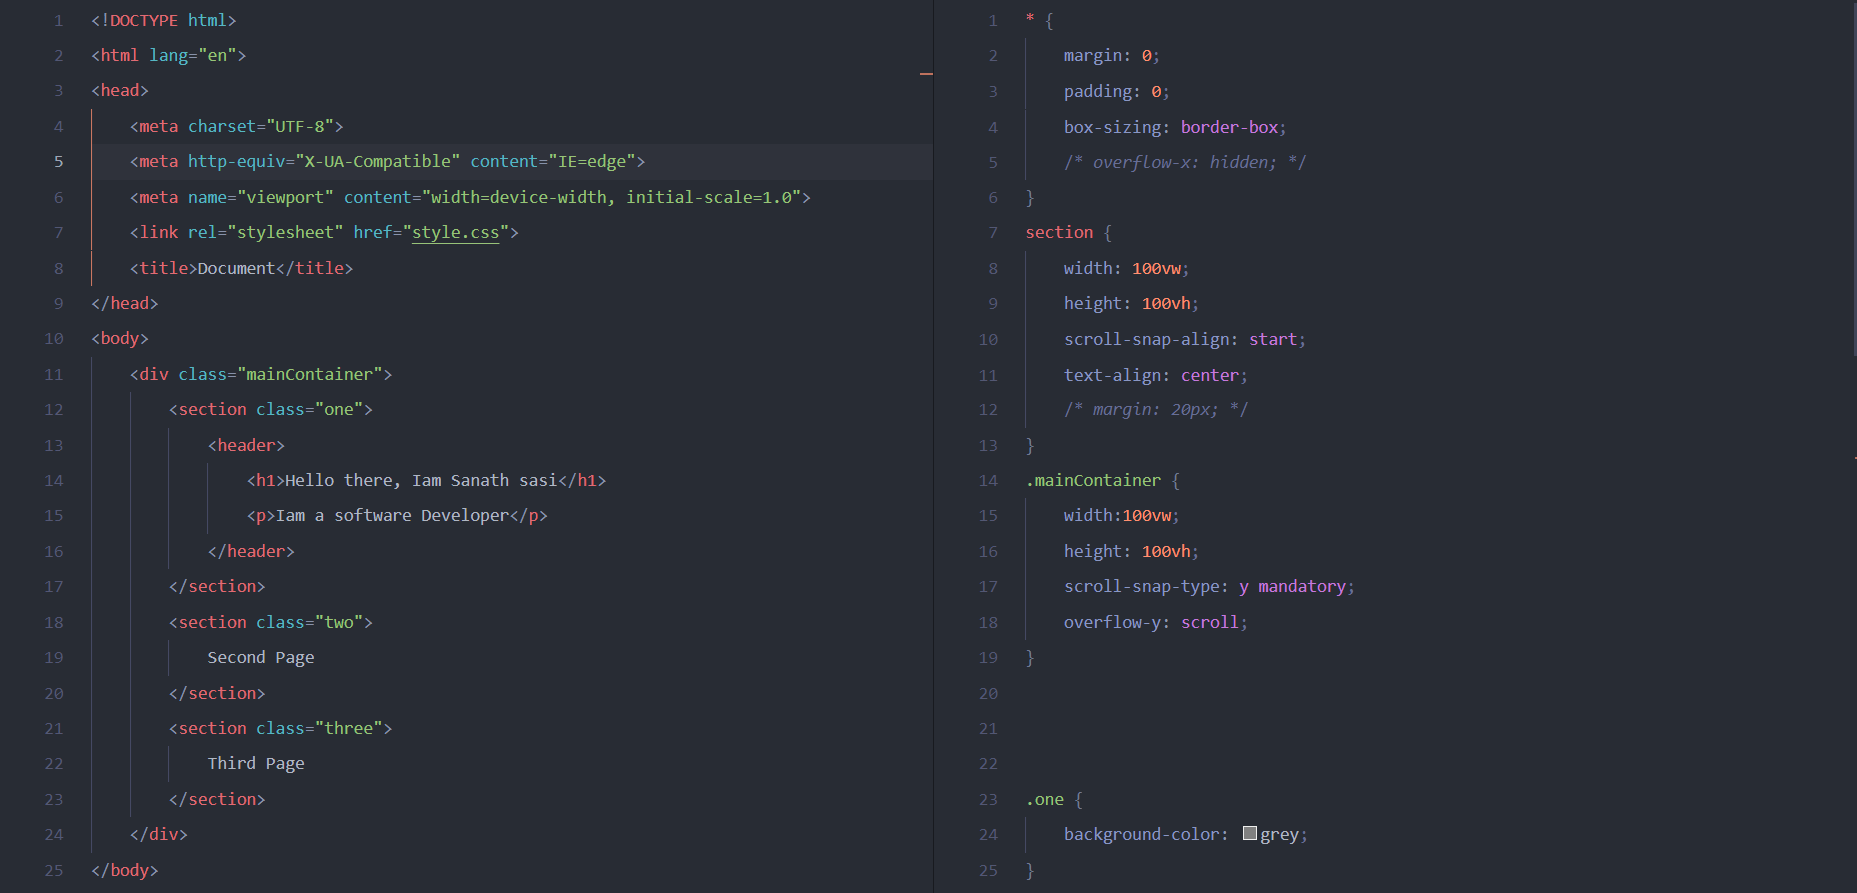 1 <!DOCTYPE html>
2 <html lang="en">
3 <head>
4 <meta charset="UTF-8">
5 <meta http-equiv="X-UA-Compatible" content="IE=edge">
6 <meta name="viewport" content="width=device-width, initial-scale=1.0">
7 <link rel="stylesheet" href="style.css">
8 <title>Document</title>
9 </head>
10 <body>
11 <div class="mainContainer">
12 <section class="one">
13 <header>
14 <h1>Hello there, Iam Sanath sasi</h1>
15 <p>Iam a software Developer</p>
16 </header>
17 </section>
18 <section class="two">
19 Second Page
20 </section>
21 <section class="three">
22 Third Page
23 </section>
24 </div>
25 </body>
1 * {
2 margin: 0;
3 padding: 0;
4 box-sizing: border-box;
5 /* overflow-x: hidden; */
6 }
7 section {
8 width: 100vw;
9 height: 100vh;
10 scroll-snap-align: start;
11 text-align: center;
12 /* margin: 20px; */
13 }
14 .mainContainer {
15 width:100vw;
16 height: 100vh;
17 scroll-snap-type: y mandatory;
18 overflow-y: scroll;
19 }
20
21
22
23 .one {
24 background-color: grey;
25 }